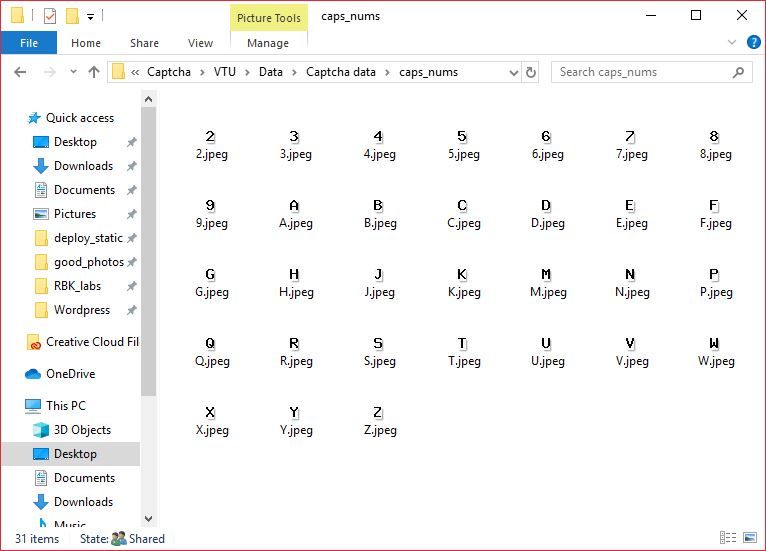 Picture Tools caps_nums
File Home Share View Manage
« Captcha > VTU > Data > Captcha data > caps_nums Search caps_nums
Quick access
Desktop
Downloads
Documents
Pictures
deploy_static
good_photos
RBK_labs
Wordpress
Creative Cloud Fil
OneDrive
This PC
3D Objects
Desktop
Documents
Downloads
Music
2 3 4 5 6 7 8
2.jpeg 3.jpeg 4.jpeg 5.jpeg 6.jpeg 7.jpeg 8.jpeg
9 A B C D E F
9.jpeg A.jpeg B.jpeg C.jpeg D.jpeg E.jpeg F.jpeg
G H J K M N P
G.jpeg H.jpeg J.jpeg K.jpeg M.jpeg N.jpeg P.jpeg
Q R S T U V W
Q.jpeg R.jpeg S.jpeg T.jpeg U.jpeg V.jpeg W.jpeg
X Y Z
X.jpeg Y.jpeg Z.jpeg
31 items State: Shared